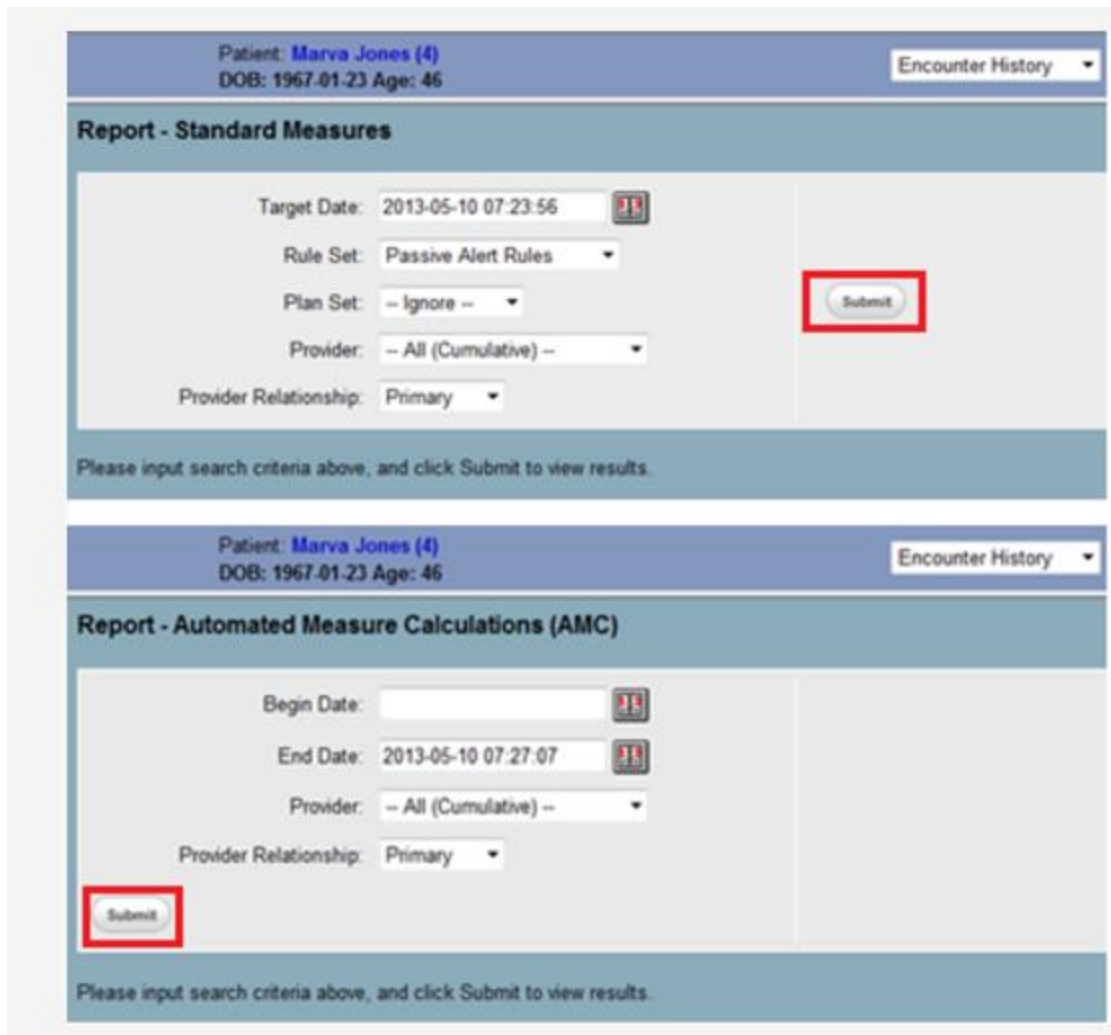 Patient: Marva Jones (4)
DOB: 1967-01-23 Age: 46
Encounter History
Report - Standard Measures
Target Date: 2013-05-10 07:23:56
Rule Set: Passive Alert Rules
Plan Set: -- Ignore --
Submit
Provider: -- All (Cumulative) --
Provider Relationship: Primary
Please input search criteria above, and click Submit to view results.
Patient: Marva Jones (4)
DOB: 1967-01-23 Age: 46
Encounter History
Report - Automated Measure Calculations (AMC)
Begin Date:
End Date: 2013-05-10 07:27:07
Provider: -- All (Cumulative) --
Provider Relationship: Primary
Submit
Please input search criteria above, and click Submit to view results.